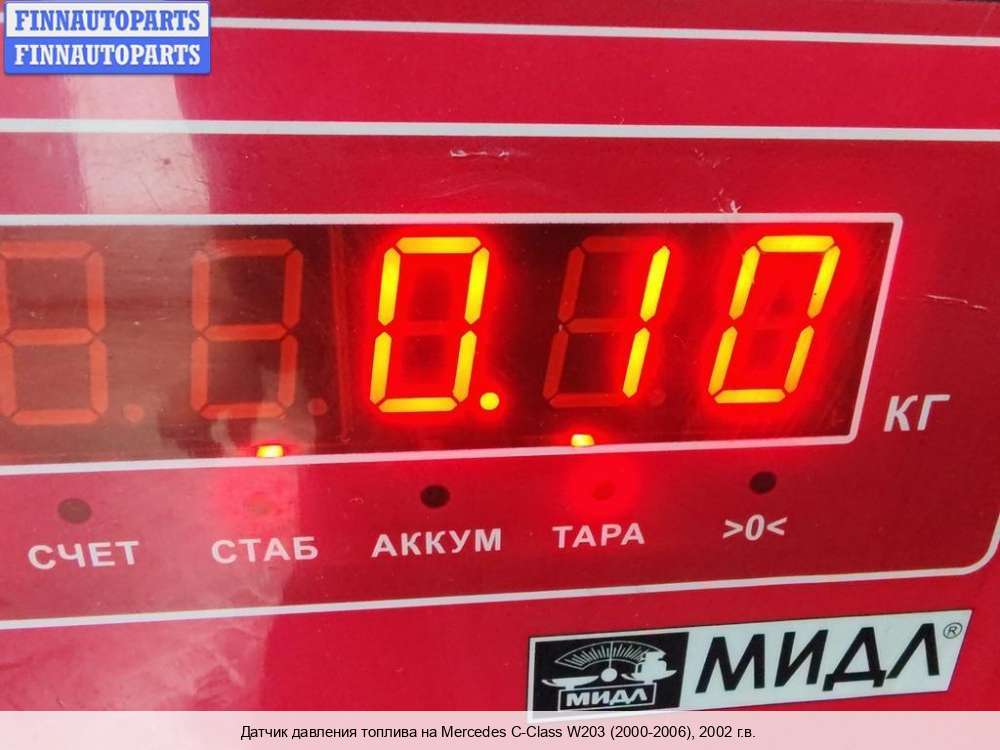 FINNAUTOPARTS
FINNAUTOPARTS
0.10
КГ
СЧЕТ СТАБ АККУМ ТАРА >0<
МИДЛ МИДЛ®
Датчик давления топлива на Mercedes C-Class W203 (2000-2006), 2002 г.в.